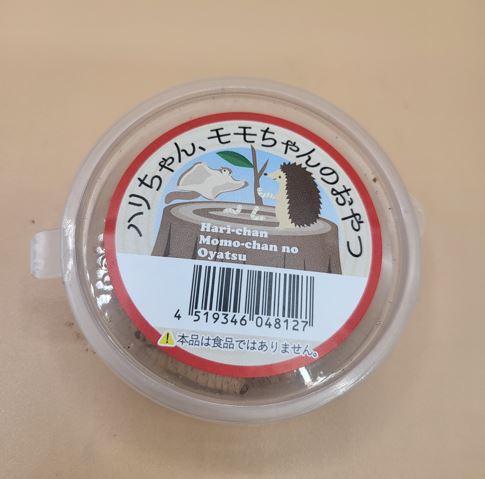 ハリちゃん、モモちゃんのおやつ
Hari-chan
Momo-chan no
Oyatsu
4 519346 048127
本品は食品ではありません。